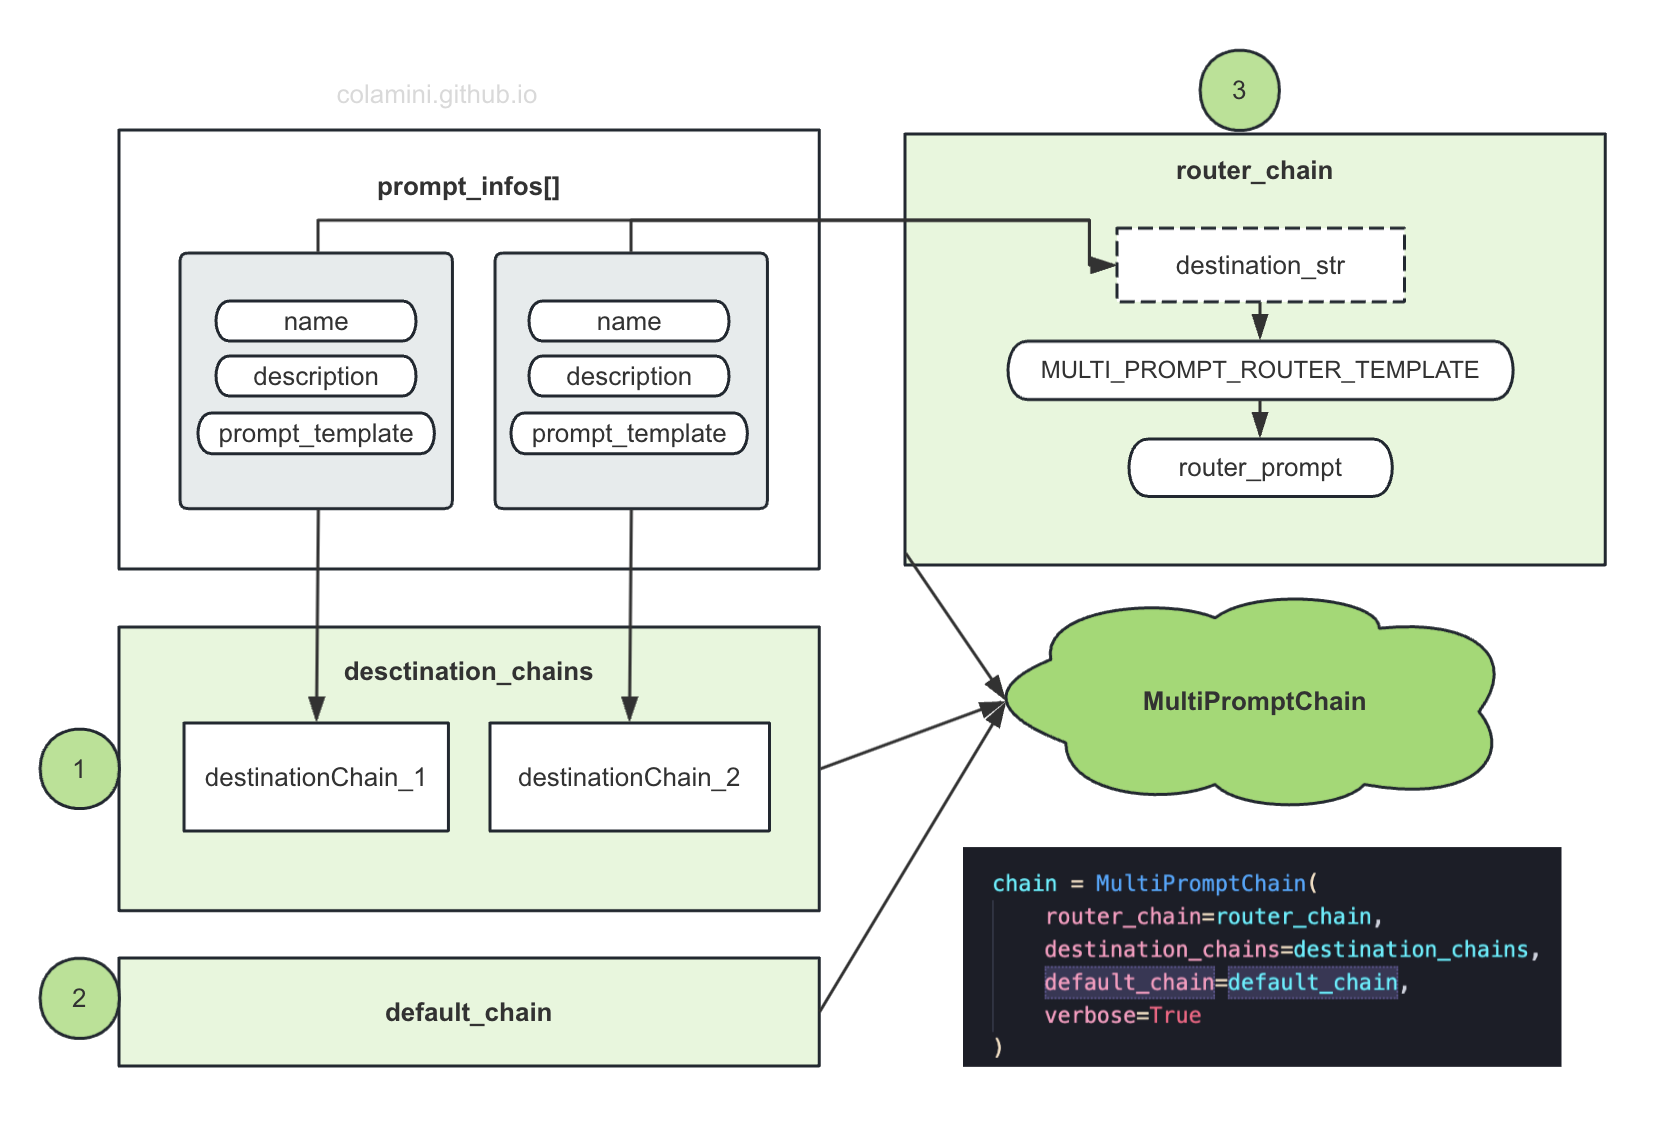 colamini.github.io
prompt_infos[]
name
description
prompt_template
name
description
prompt_template
3
router_chain
destination_str
MULTI_PROMPT_ROUTER_TEMPLATE
router_prompt
1
desctination_chains
destinationChain_1
destinationChain_2
2
default_chain
MultiPromptChain
chain = MultiPromptChain(
    router_chain=router_chain,
    destination_chains=destination_chains,
    default_chain=default_chain,
    verbose=True
)